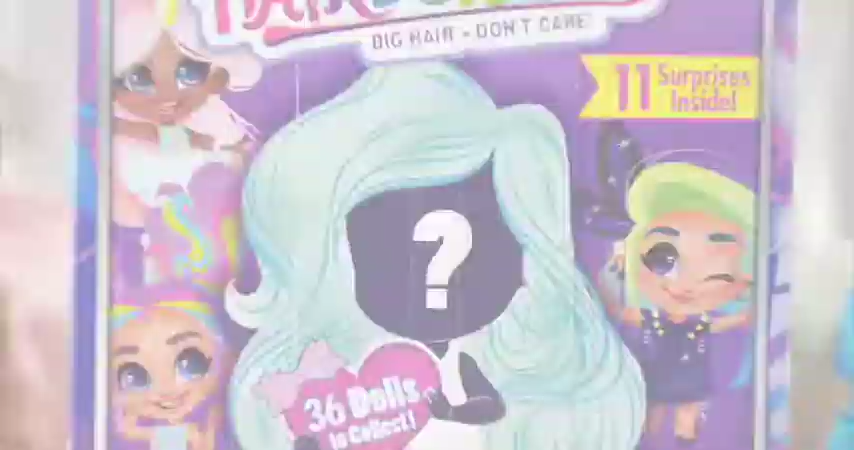 BIG HAIR - DON'T CARE
11 Surprises
Inside!
?
36 Dolls
to Collect!